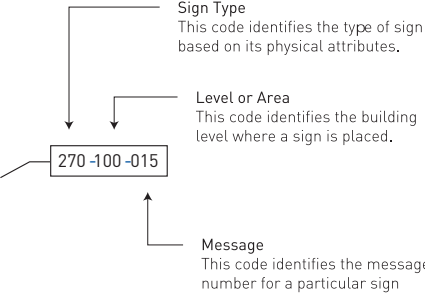 Sign Type
This code identifies the type of sign
based on its physical attributes.
Level or Area
This code identifies the building
level where a sign is placed.
270 -100 -015
Message
This code identifies the message
number for a particular sign